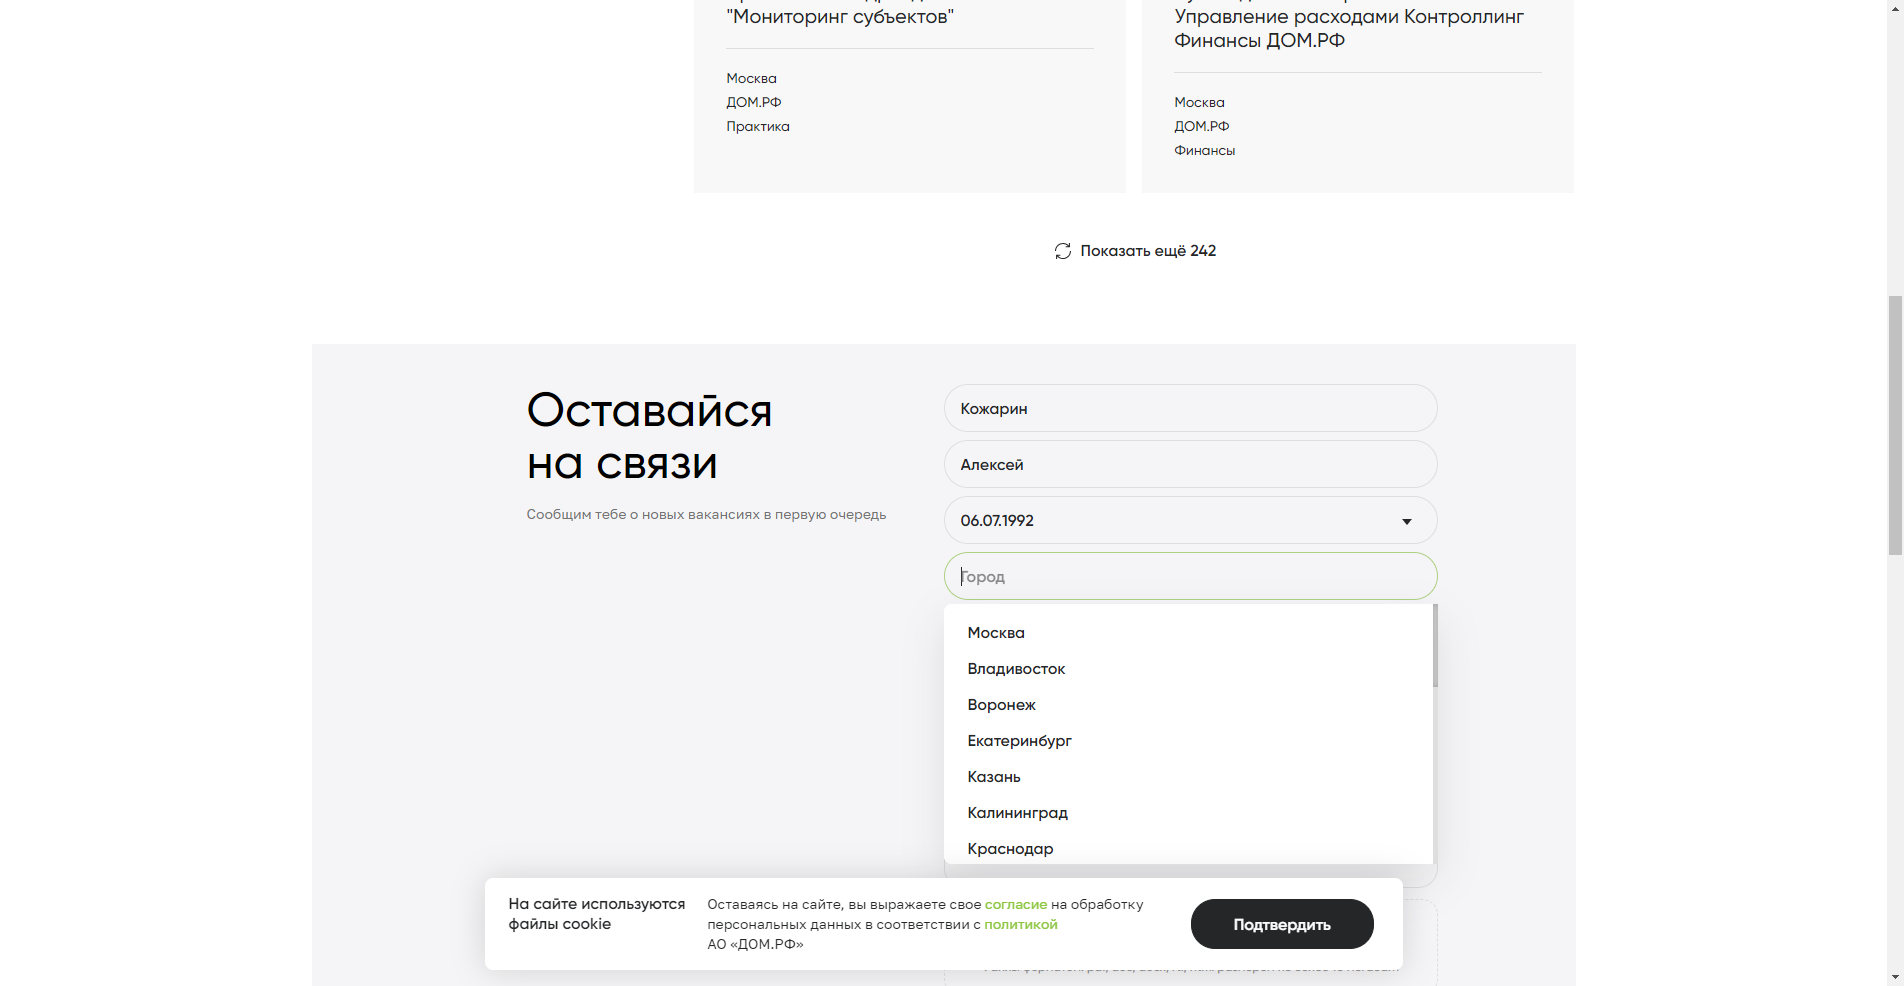 "Мониторинг субъектов"
Москва
ДОМ.РФ
Практика
Управление расходами Контроллинг
Финансы ДОМ.РФ
Москва
ДОМ.РФ
Финансы
Показать ещё 242
Оставайся
на связи
Сообщим тебе о новых вакансиях в первую очередь
Кожарин
Алексей
06.07.1992
Город
Москва
Владивосток
Воронеж
Екатеринбург
Казань
Калининград
Краснодар
На сайте используются
файлы cookie
Оставаясь на сайте, вы выражаете свое согласие на обработку
персональных данных в соответствии с политикой
АО «ДОМ.РФ»
Подтвердить